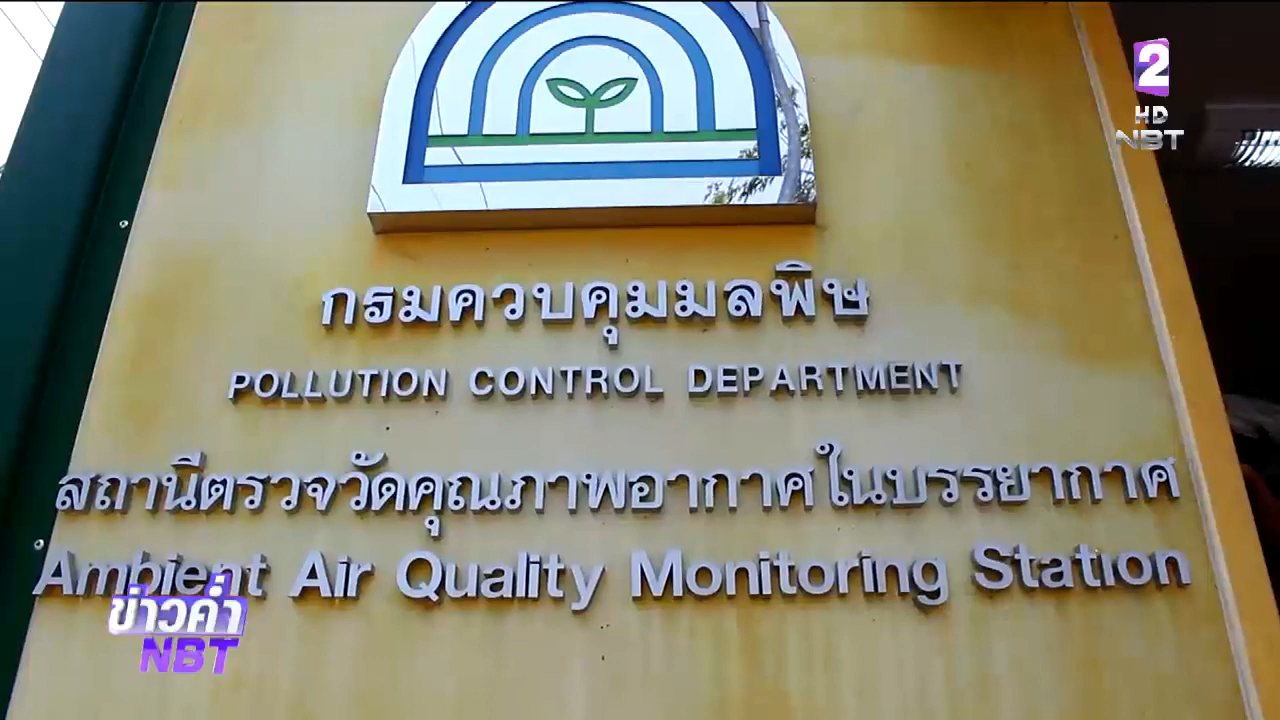 2
HD
NBT
กรมควบคุมมลพิษ
POLLUTION CONTROL DEPARTMENT
สถานีตรวจวัดคุณภาพอากาศในบรรยากาศ
Ambient Air Quality Monitoring Station
ข่าวค่ำ
NBT